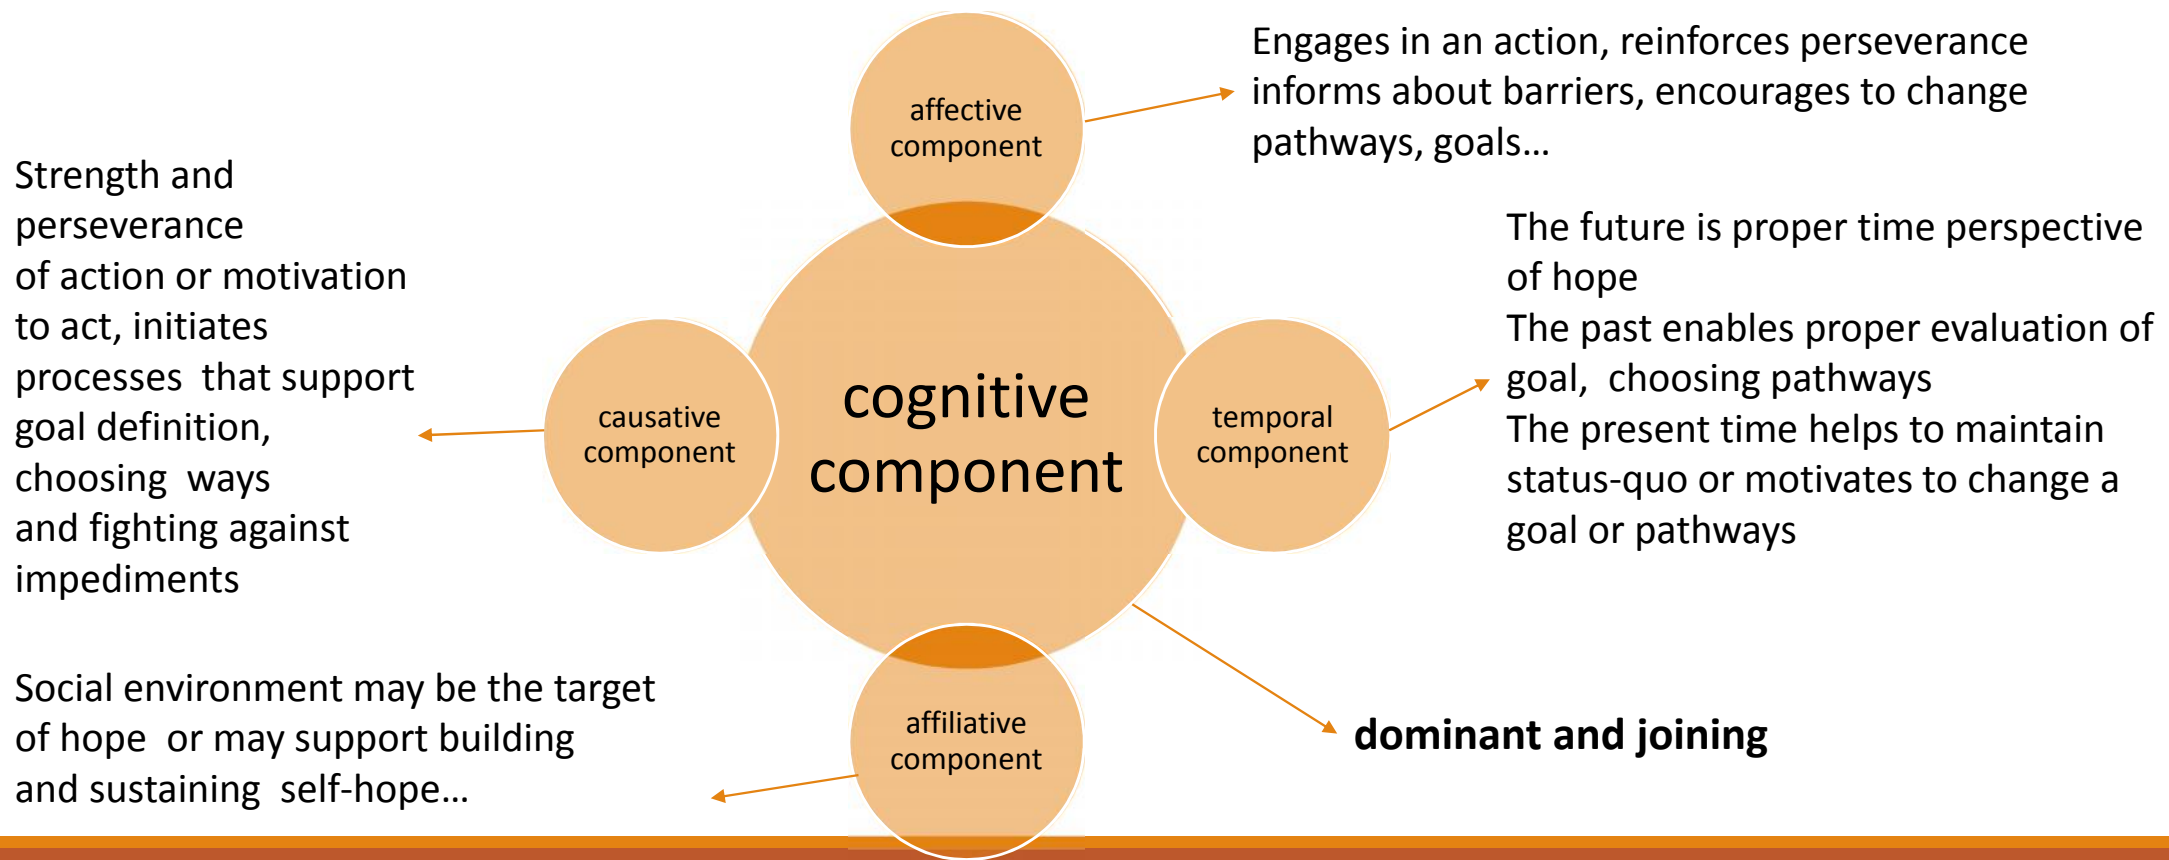 affective
component
Engages in an action, reinforces perseverance
informs about barriers, encourages to change
pathways, goals…
Strength and
perseverance
of action or motivation
to act, initiates
processes  that support
goal definition,
choosing  ways
and fighting against
impediments
causative
component
cognitive
component
temporal
component
The future is proper time perspective
of hope
The past enables proper evaluation of
goal,  choosing pathways
The present time helps to maintain
status-quo or motivates to change a
goal or pathways
Social environment may be the target
of hope  or may support building
and sustaining  self-hope…
affiliative
component
dominant and joining